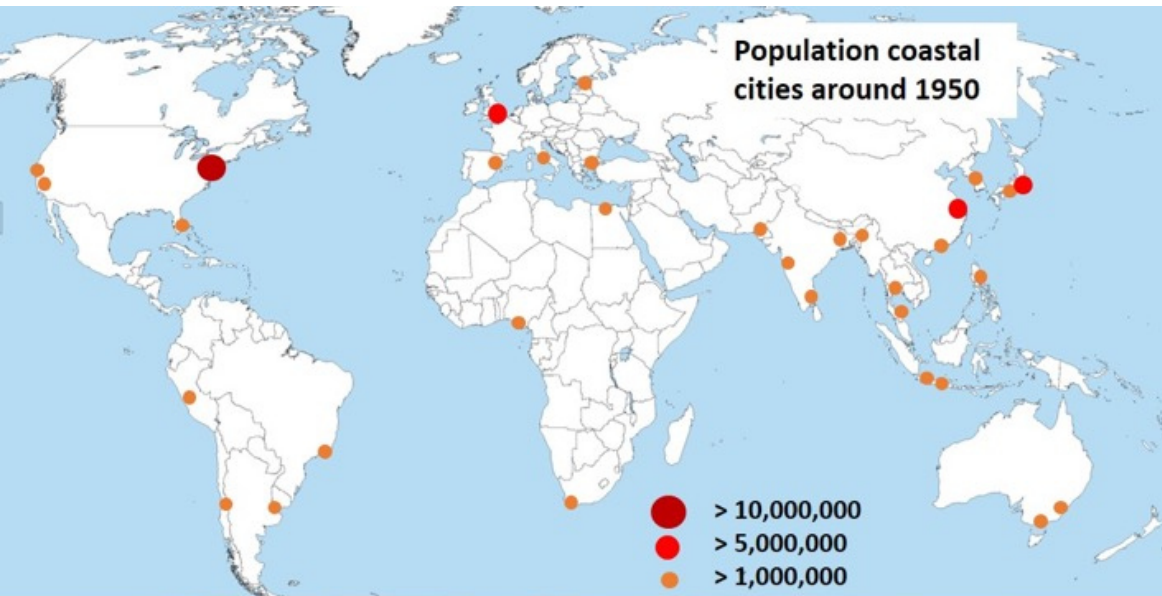 Population coastal
cities around 1950
> 10,000,000
> 5,000,000
> 1,000,000